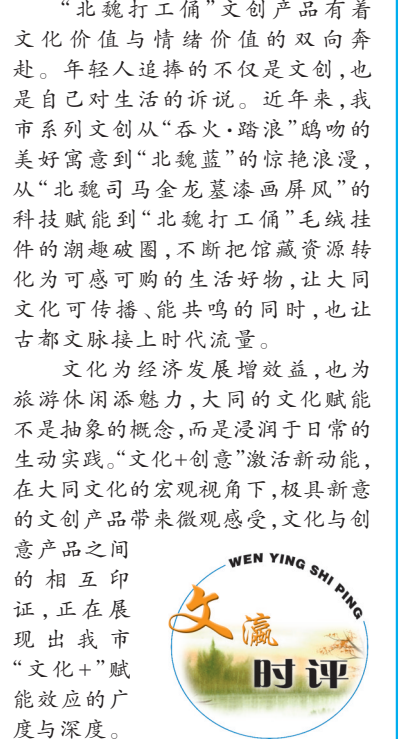 “北魏打工俑”文创产品有着
文化价值与情绪价值的双向奔
赴。年轻人追捧的不仅是文创,也
是自己对生活的诉说。近年来,我
市系列文创从“吞火·踏浪”鸱吻的
美好寓意到“北魏蓝”的惊艳浪漫,
从“北魏司马金龙墓漆画屏风”的
科技赋能到“北魏打工俑”毛绒挂
件的潮趣破圈,不断把馆藏资源转
化为可感可购的生活好物,让大同
文化可传播、能共鸣的同时,也让
古都文脉接上时代流量。
文化为经济发展增效益,也为
旅游休闲添魅力,大同的文化赋能
不是抽象的概念,而是浸润于日常的
生动实践。“文化+创意”激活新动能,
在大同文化的宏观视角下,极具新意
的文创产品带来微观感受,文化与创
意产品之间
的相互印
证,正在展
现出我市
“文化+”赋
能效应的广
度与深度。
WEN YING SHI PING
文瀛
时评